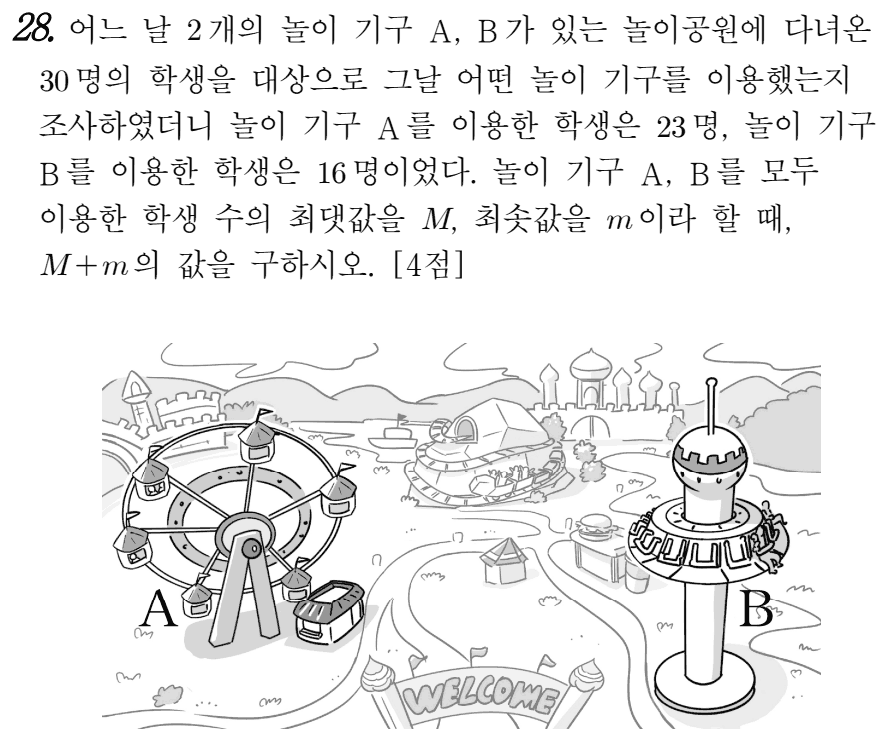 28. 어느 날 2개의 놀이 기구 A, B가 있는 놀이공원에 다녀온
30명의 학생을 대상으로 그날 어떤 놀이 기구를 이용했는지
조사하였더니 놀이 기구 A를 이용한 학생은 23명, 놀이 기구
B를 이용한 학생은 16명이었다. 놀이 기구 A, B를 모두
이용한 학생 수의 최댓값을 M, 최솟값을 m이라 할 때,
M+m의 값을 구하시오. [4점]
A
B
WELCOME